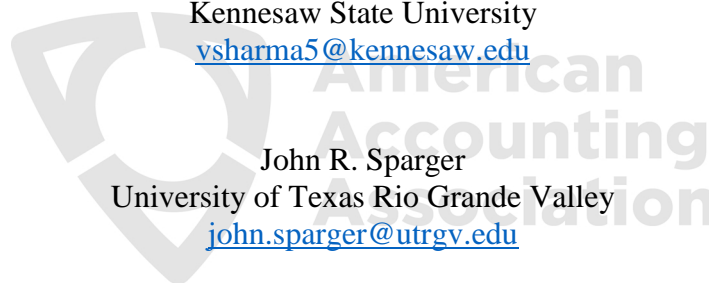 Kennesaw State University
vsharma5@kennesaw.edu
American
Accounting
Association
John R. Sparger
University of Texas Rio Grande Valley
john.sparger@utrgv.edu